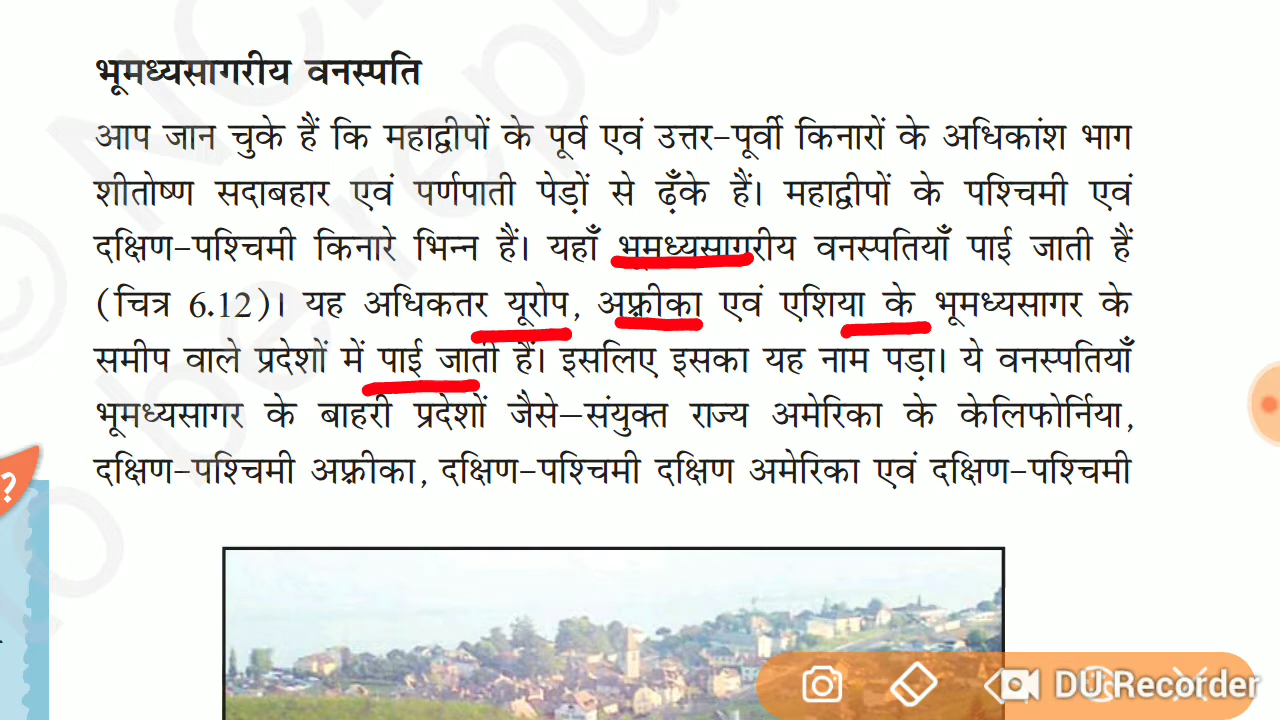 भूमध्यसागरीय वनस्पति
आप जान चुके हैं कि महाद्वीपों के पूर्व एवं उत्तर-पूर्वी किनारों के अधिकांश भाग
शीतोष्ण सदाबहार एवं पर्णपाती पेड़ों से ढ़ँके हैं। महाद्वीपों के पश्चिमी एवं
दक्षिण-पश्चिमी किनारे भिन्न हैं। यहाँ भूमध्यसागरीय वनस्पतियाँ पाई जाती हैं
(चित्र 6.12)। यह अधिकतर यूरोप, अफ़्रीका एवं एशिया के भूमध्यसागर के
समीप वाले प्रदेशों में पाई जाती हैं। इसलिए इसका यह नाम पड़ा। ये वनस्पतियाँ
भूमध्यसागर के बाहरी प्रदेशों जैसे–संयुक्त राज्य अमेरिका के केलिफोर्निया,
दक्षिण-पश्चिमी अफ़्रीका, दक्षिण-पश्चिमी दक्षिण अमेरिका एवं दक्षिण-पश्चिमी
?
DU Recorder